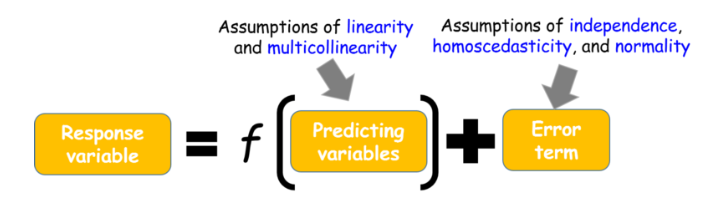 Assumptions of linearity
and multicollinearity
Assumptions of independence,
homoscedasticity, and normality
Response
variable
= f (
Predicting
variables
) +
Error
term